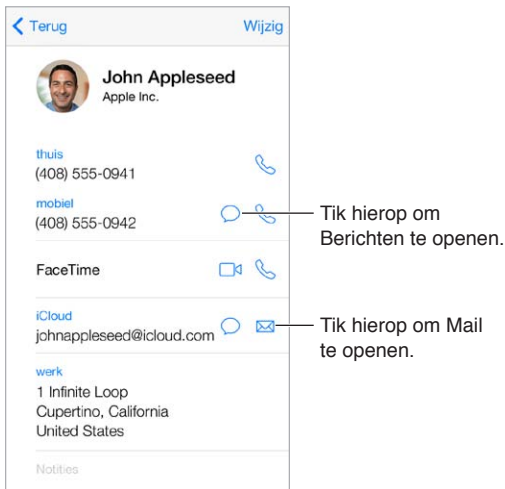 Terug
Wijzig
John Appleseed
Apple Inc.
thuis
(408) 555-0941
mobiel
(408) 555-0942
Tik hierop om
Berichten te openen.
FaceTime
iCloud
johnappleseed@icloud.com
Tik hierop om Mail
te openen.
werk
1 Infinite Loop
Cupertino, California
United States
Notities